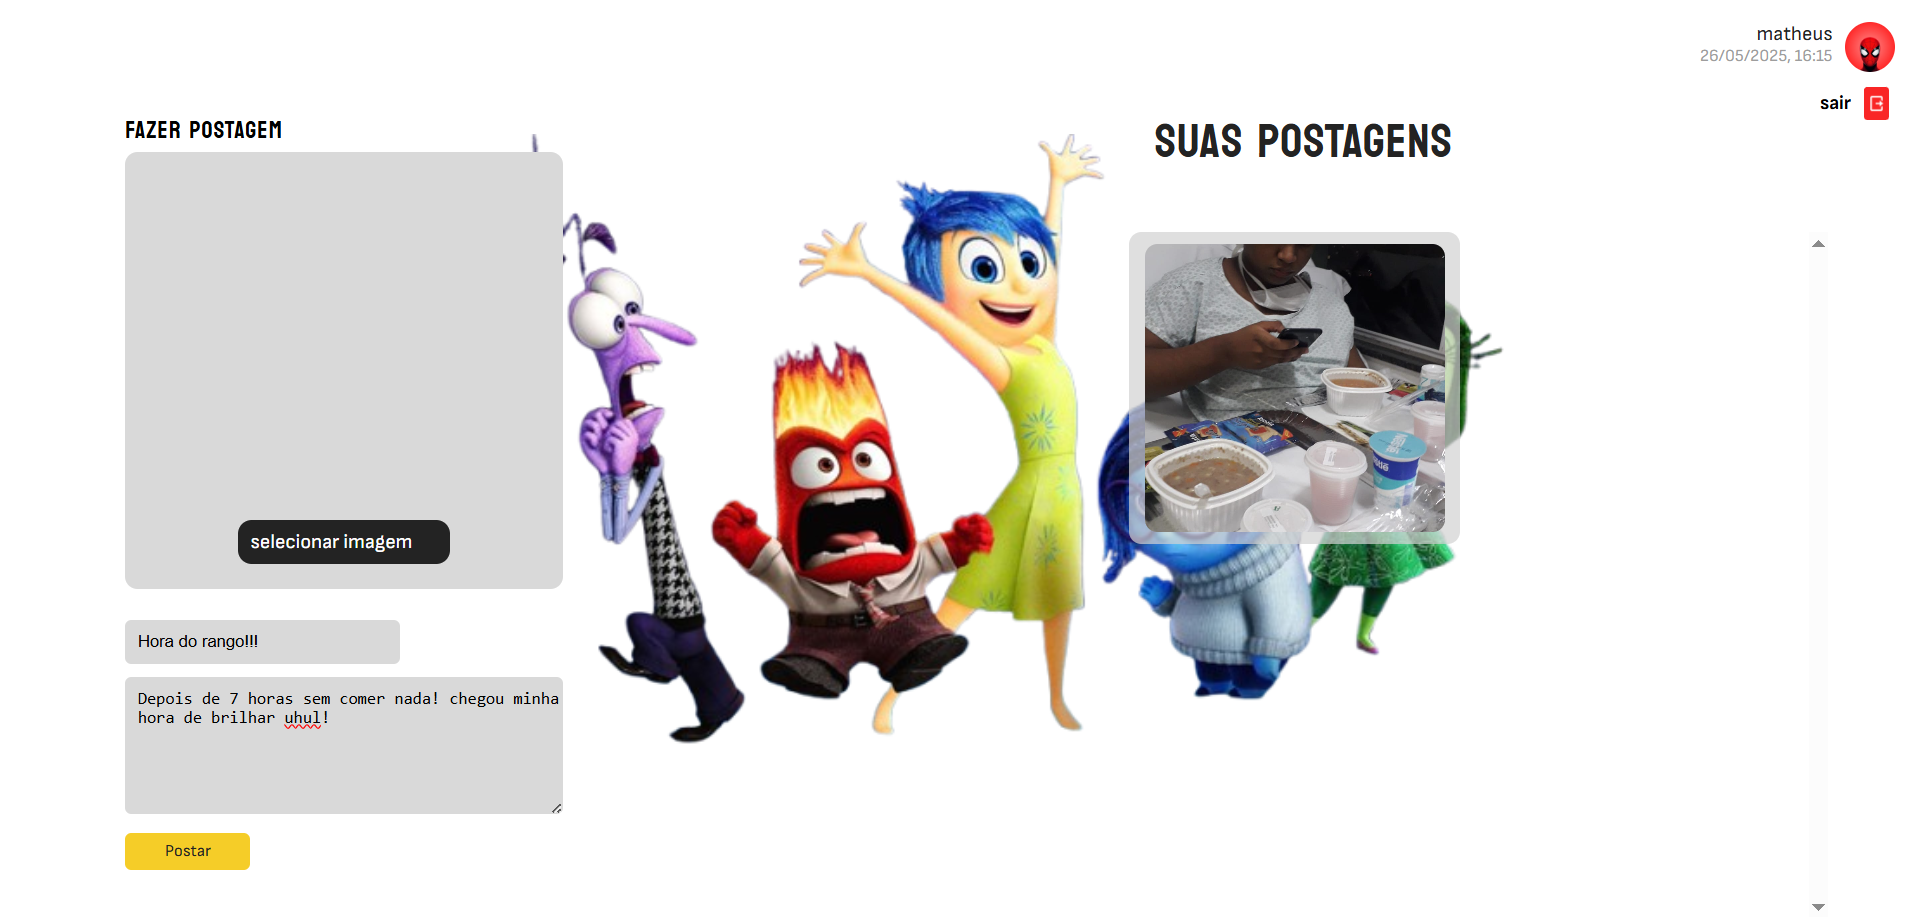 matheus
26/05/2025, 16:15
sair
FAZER POSTAGEM
selecionar imagem
Hora do rango!!!
Depois de 7 horas sem comer nada! chegou minha
hora de brilhar uhul!
Postar
SUAS POSTAGENS